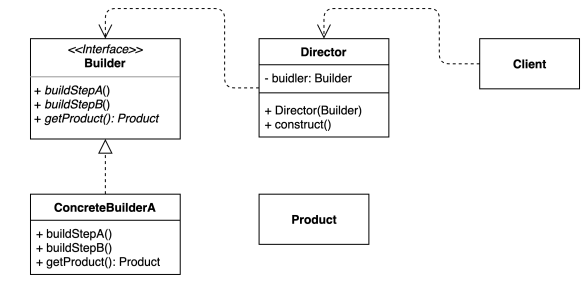 <<Interface>>
Builder
+ buildStepA()
+ buildStepB()
+ getProduct(): Product
Director
- buidler: Builder
+ Director(Builder)
+ construct()
Client
ConcreteBuilderA
+ buildStepA()
+ buildStepB()
+ getProduct(): Product
Product